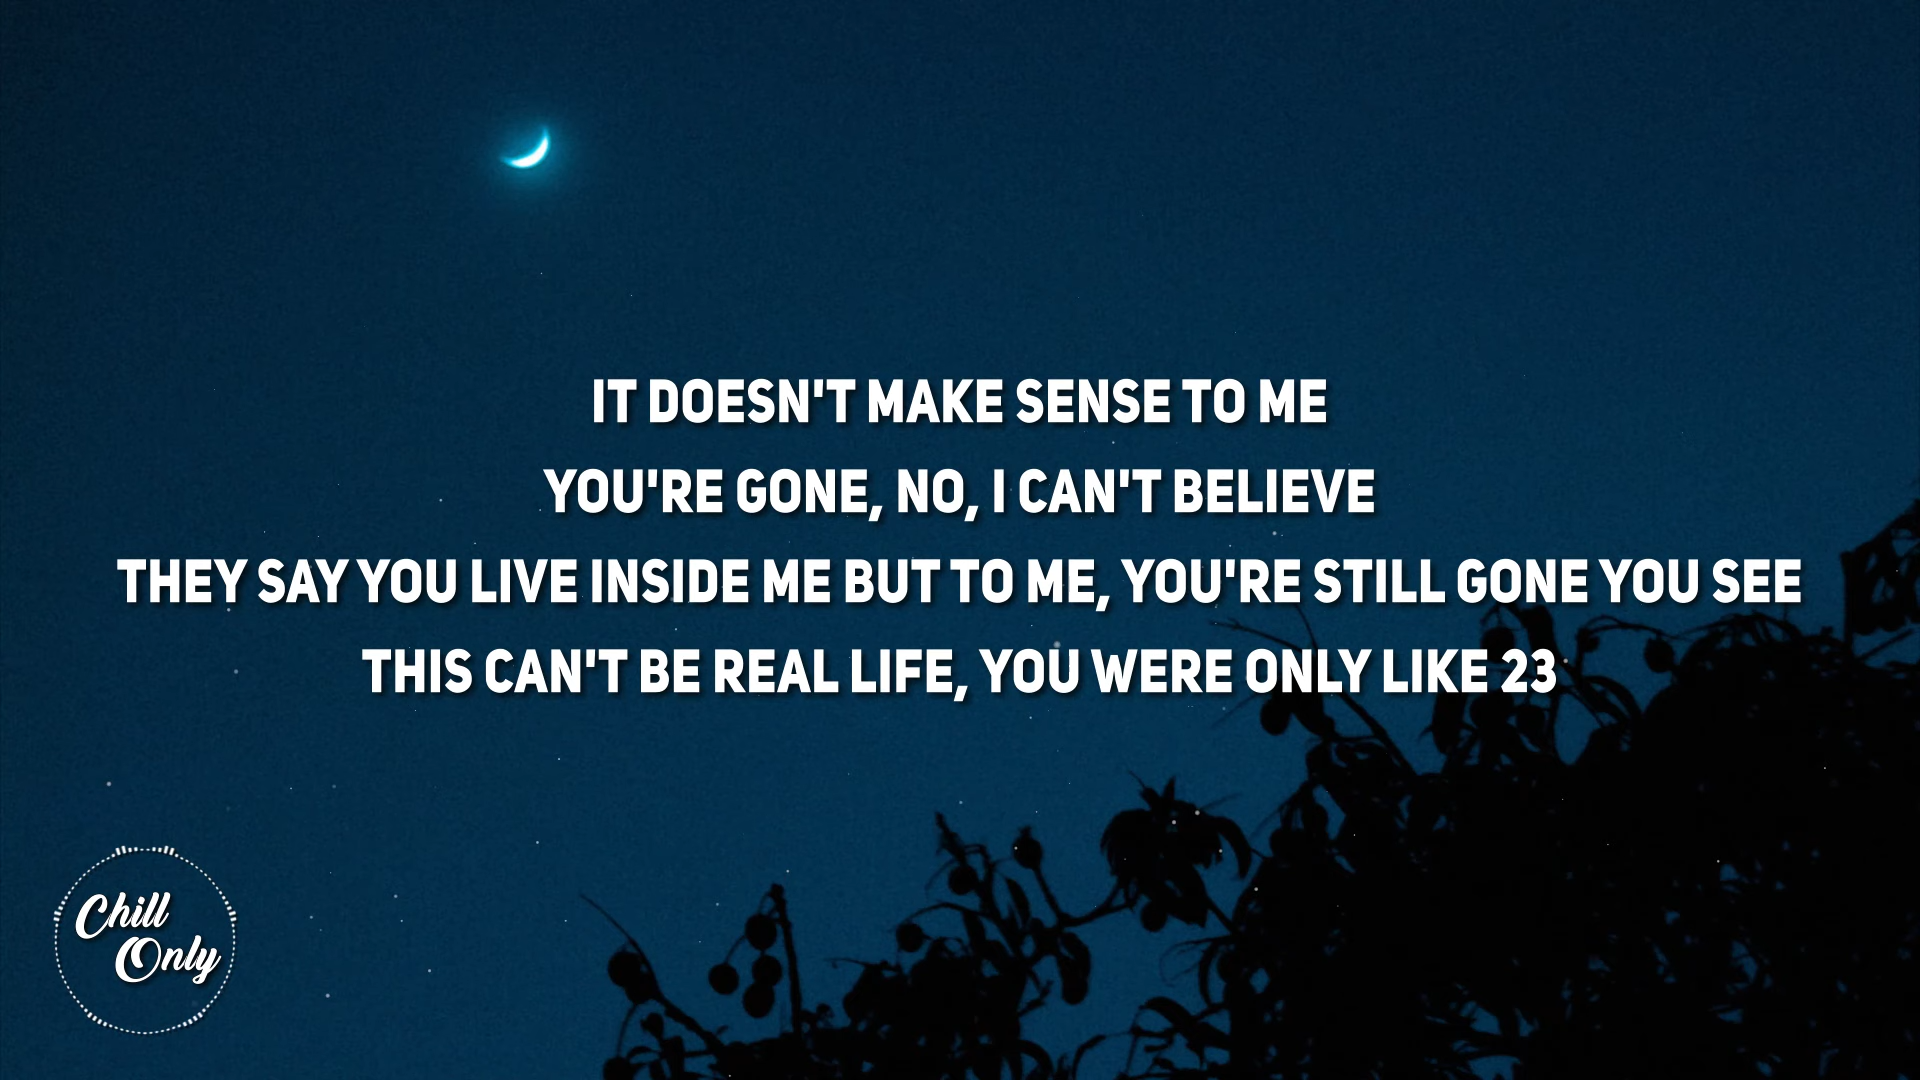 IT DOESN'T MAKE SENSE TO ME
YOU'RE GONE, NO, I CAN'T BELIEVE
THEY SAY YOU LIVE INSIDE ME BUT TO ME, YOU'RE STILL GONE YOU SEE
THIS CAN'T BE REAL LIFE, YOU WERE ONLY LIKE 23
Chill
Only